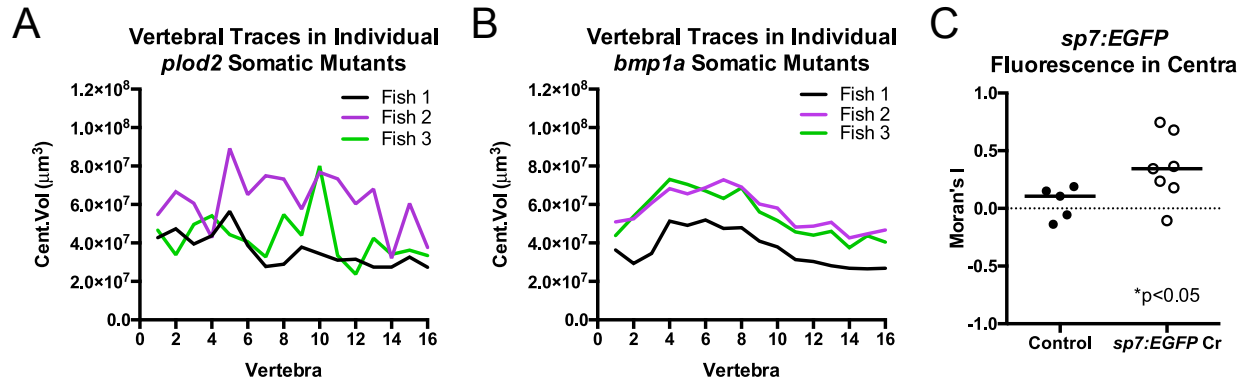 A
Vertebral Traces in Individual
plod2 Somatic Mutants
Fish 1
Fish 2
Fish 3
1.2×10⁸
1.0×10⁸
8.0×10⁷
6.0×10⁷
4.0×10⁷
2.0×10⁷
0.0
Cent.Vol (µm³)
0 2 4 6 8 10 12 14 16
Vertebra
B
Vertebral Traces in Individual
bmp1a Somatic Mutants
Fish 1
Fish 2
Fish 3
1.2×10⁸
1.0×10⁸
8.0×10⁷
6.0×10⁷
4.0×10⁷
2.0×10⁷
0.0
Cent.Vol (µm³)
0 2 4 6 8 10 12 14 16
Vertebra
C
sp7:EGFP
Fluorescence in Centra
1.0
0.5
0.0
-0.5
-1.0
Moran's I
*p<0.05
Control sp7:EGFP Cr